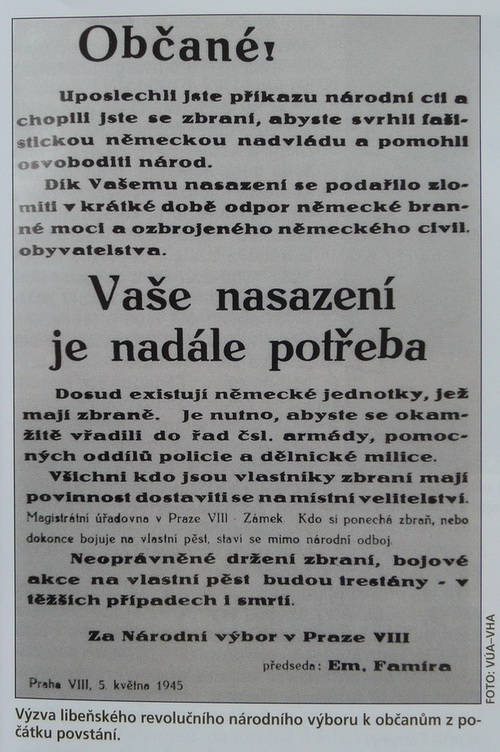 Občané!
Uposlechli jste příkazu národní cti a
chopili jste se zbraní, abyste svrhli faši-
stickou německou nadvládu a pomohli
osvoboditi národ.
Dík Vašemu nasazení se podařilo zlo-
miti v krátké době odpor německé bran-
né moci a ozbrojeného německého civil.
obyvatelstva.
Vaše nasazení
je nadále potřeba
Dosud existují německé jednotky, jež
mají zbraně. Je nutno, abyste se okam-
žitě vřadili do řad čsl. armády, pomoc-
ných oddílů policie a dělnické milice.
Všichni kdo jsou vlastníky zbraní mají
povinnost dostaviti se na místní velitelství.
Magistrátní úřadovna v Praze VIII - Zámek. Kdo si ponechá zbraň, nebo
dokonce bojuje na vlastní pěst, staví se mimo národní odboj.
Neoprávněné držení zbraní, bojové
akce na vlastní pěst budou trestány - v
těžších případech i smrtí.
Za Národní výbor v Praze VIII
předseda: Em. Famíra
Praha VIII, 5. května 1945
FOTO: VÚA–VHA
Výzva libeňského revolučního národního výboru k občanům z po-
čátku povstání.